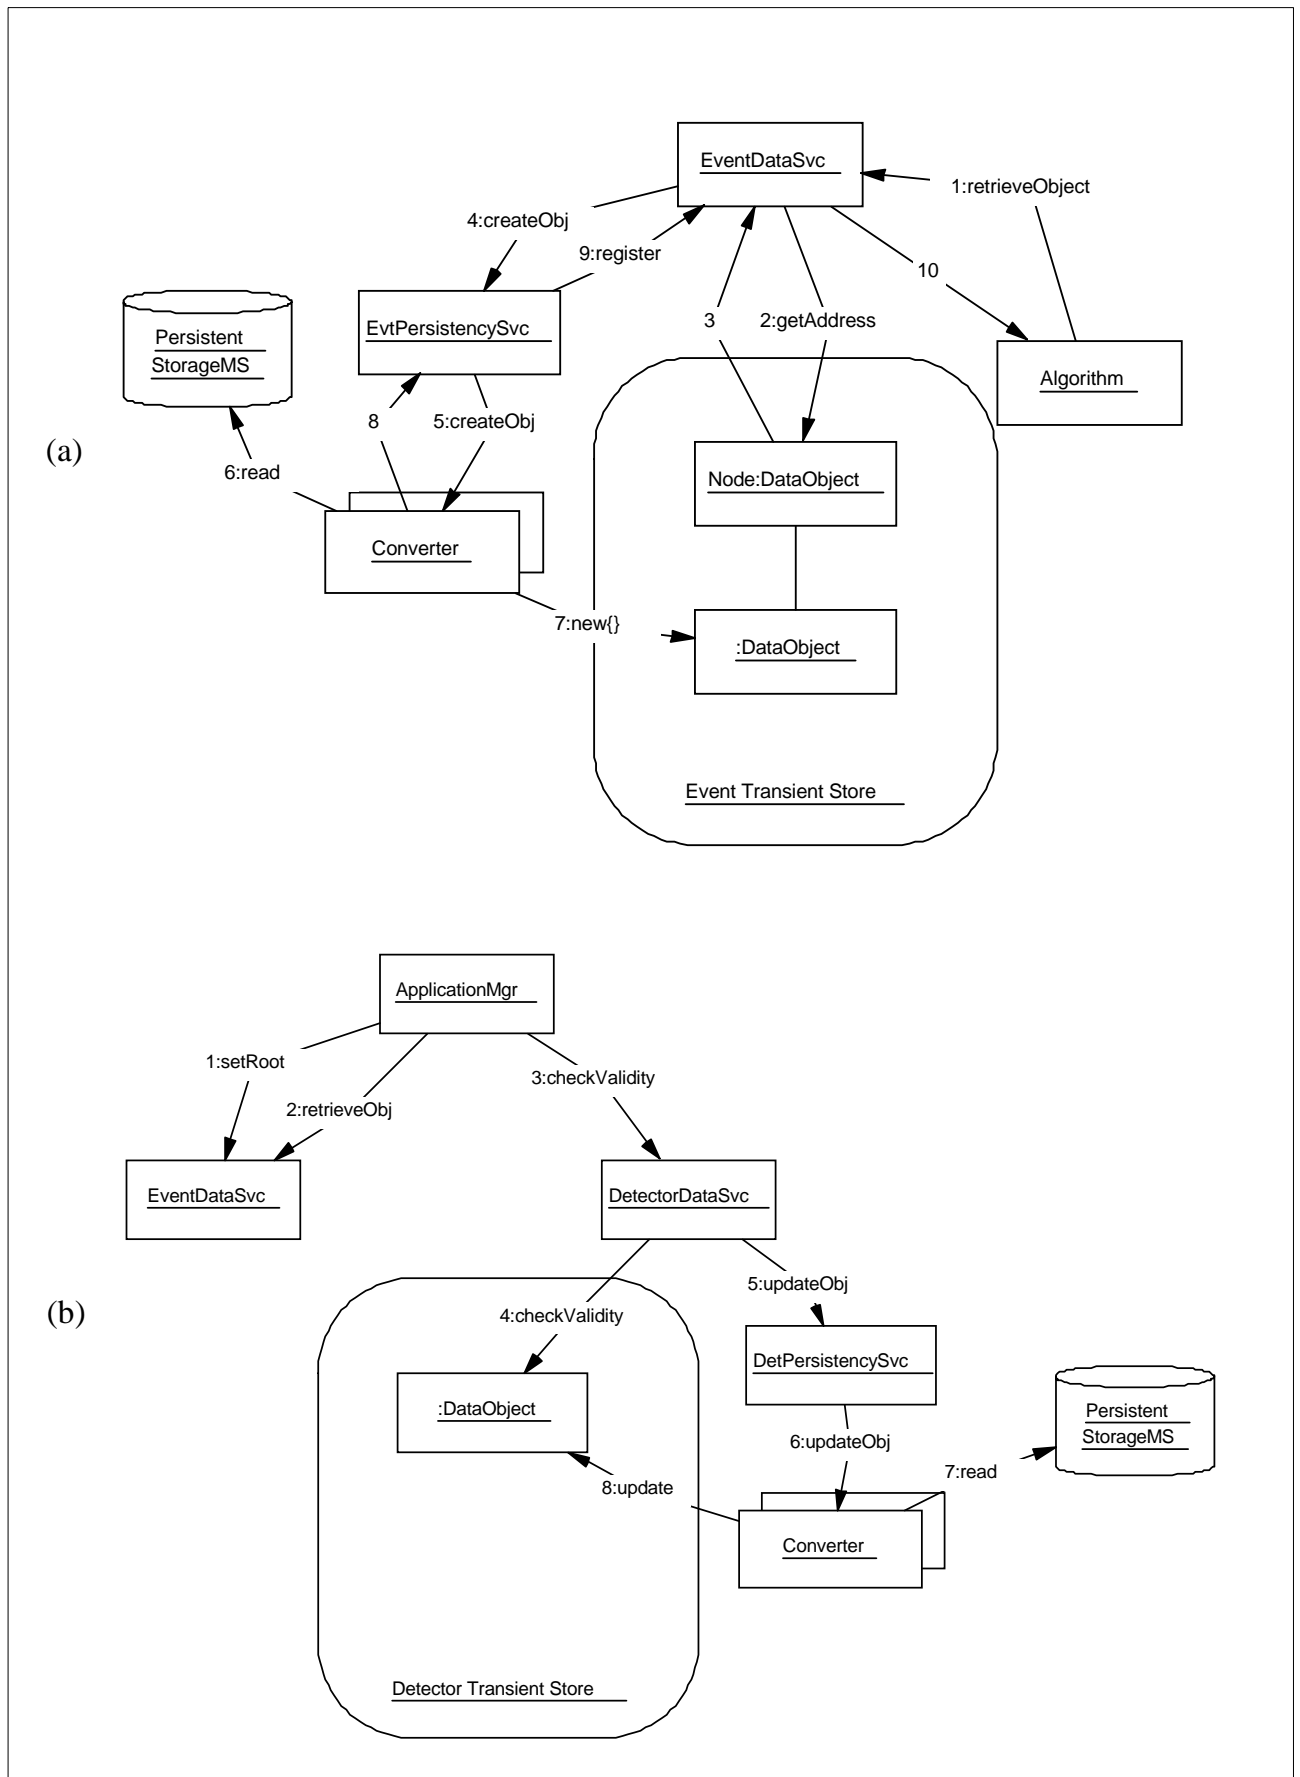 EventDataSvc
1:retrieveObject
4:createObj
9:register
10
Persistent
StorageMS
EvtPersistencySvc
3
2:getAddress
Algorithm
8
5:createObj
(a)
6:read
Node:DataObject
Converter
7:new{}
:DataObject
Event Transient Store
ApplicationMgr
1:setRoot
3:checkValidity
2:retrieveObj
EventDataSvc
DetectorDataSvc
5:updateObj
(b)
4:checkValidity
DetPersistencySvc
:DataObject
Persistent
StorageMS
6:updateObj
7:read
8:update
Converter
Detector Transient Store